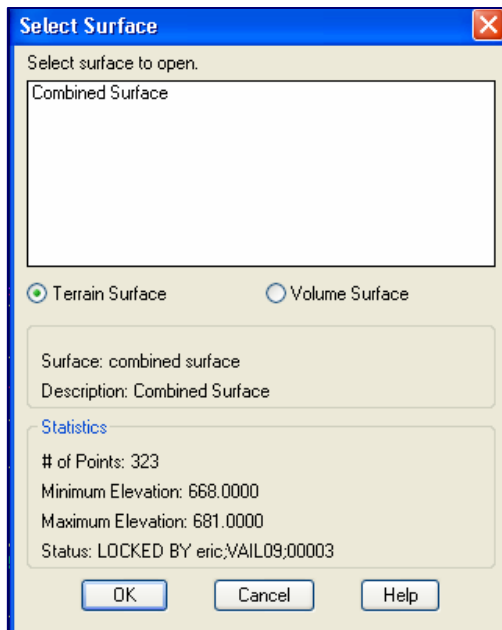 Select Surface
Select surface to open.
Combined Surface
Terrain Surface Volume Surface
Surface: combined surface
Description: Combined Surface
Statistics
# of Points: 323
Minimum Elevation: 668.0000
Maximum Elevation: 681.0000
Status: LOCKED BY eric;VAIL09;00003
OK Cancel Help